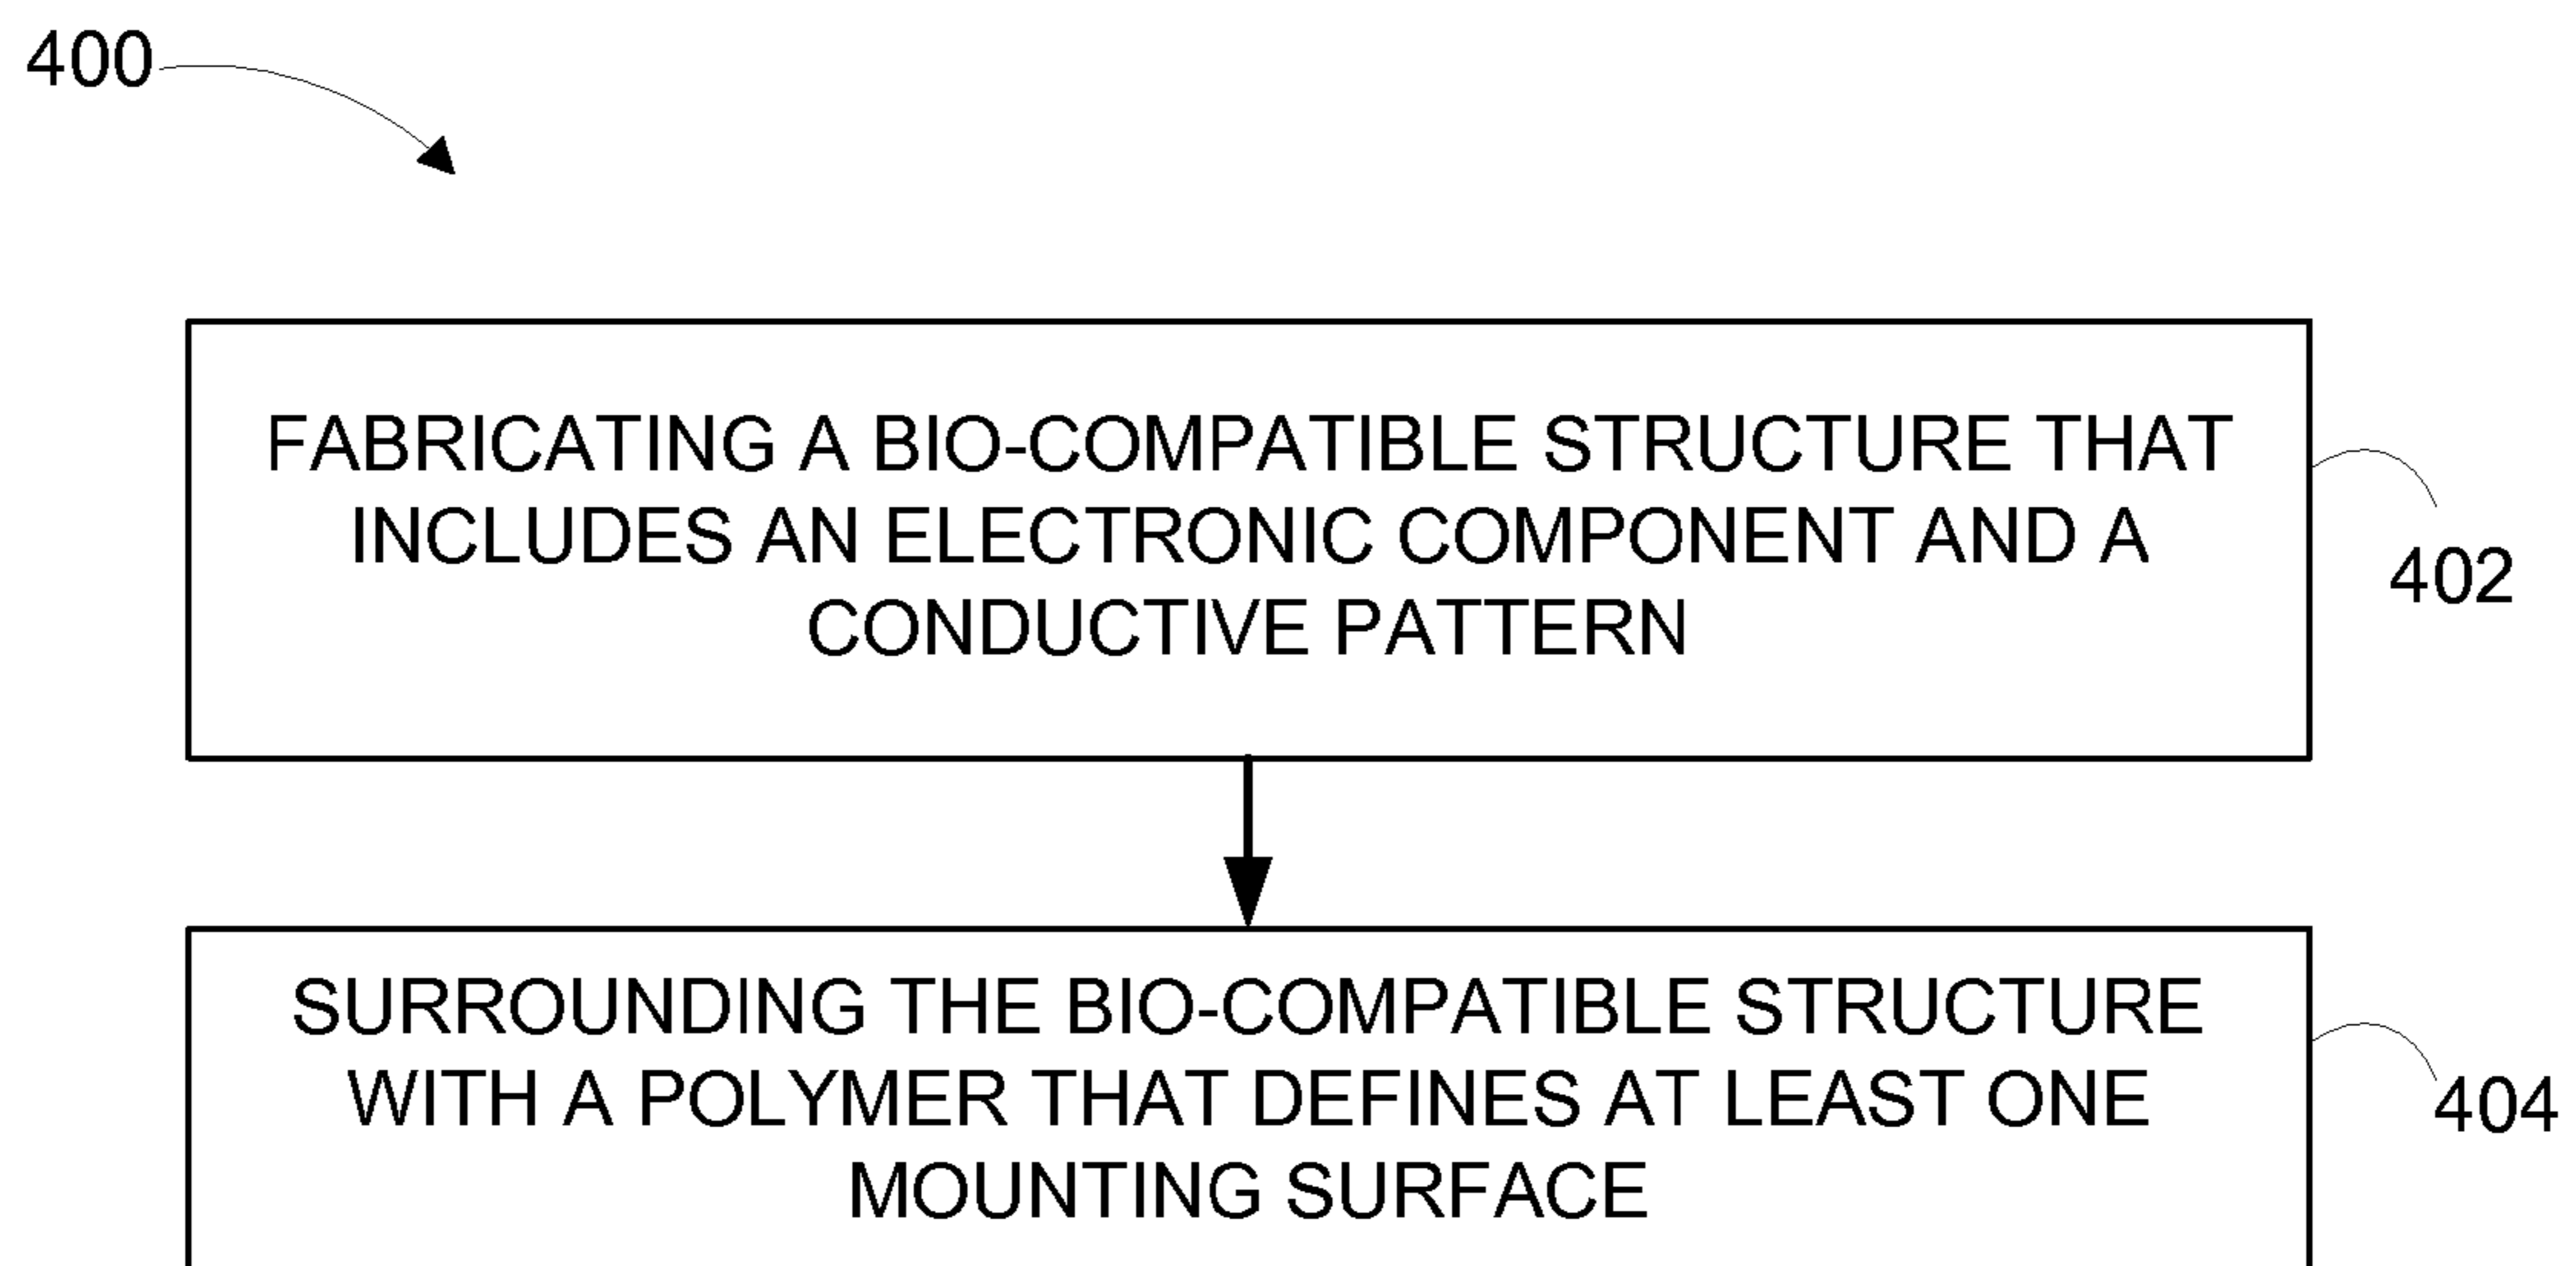 400
FABRICATING A BIO-COMPATIBLE STRUCTURE THAT
INCLUDES AN ELECTRONIC COMPONENT AND A
CONDUCTIVE PATTERN
402
SURROUNDING THE BIO-COMPATIBLE STRUCTURE
WITH A POLYMER THAT DEFINES AT LEAST ONE
MOUNTING SURFACE
404